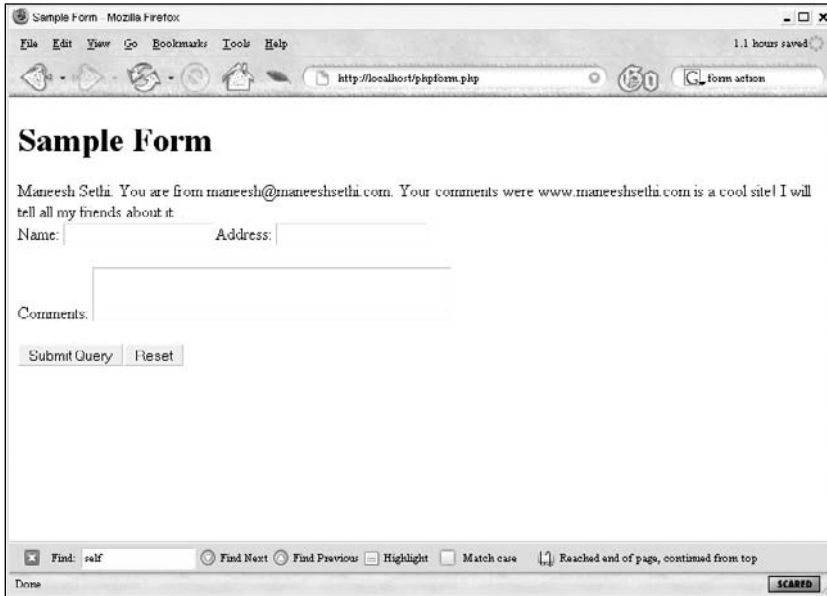 Sample Form - Mozilla Firefox
File Edit View Go Bookmarks Tools Help 1.1 hours saved
http://localhost/phpform.php Go G form action
Sample Form
Maneesh Sethi. You are from maneesh@maneeshsethi.com. Your comments were www.maneeshsethi.com is a cool site! I will
tell all my friends about it. .
Name: Address:
Comments:
Submit Query Reset
Find: self Find Next Find Previous Highlight Match case Reached end of page, continued from top
Done SCARED